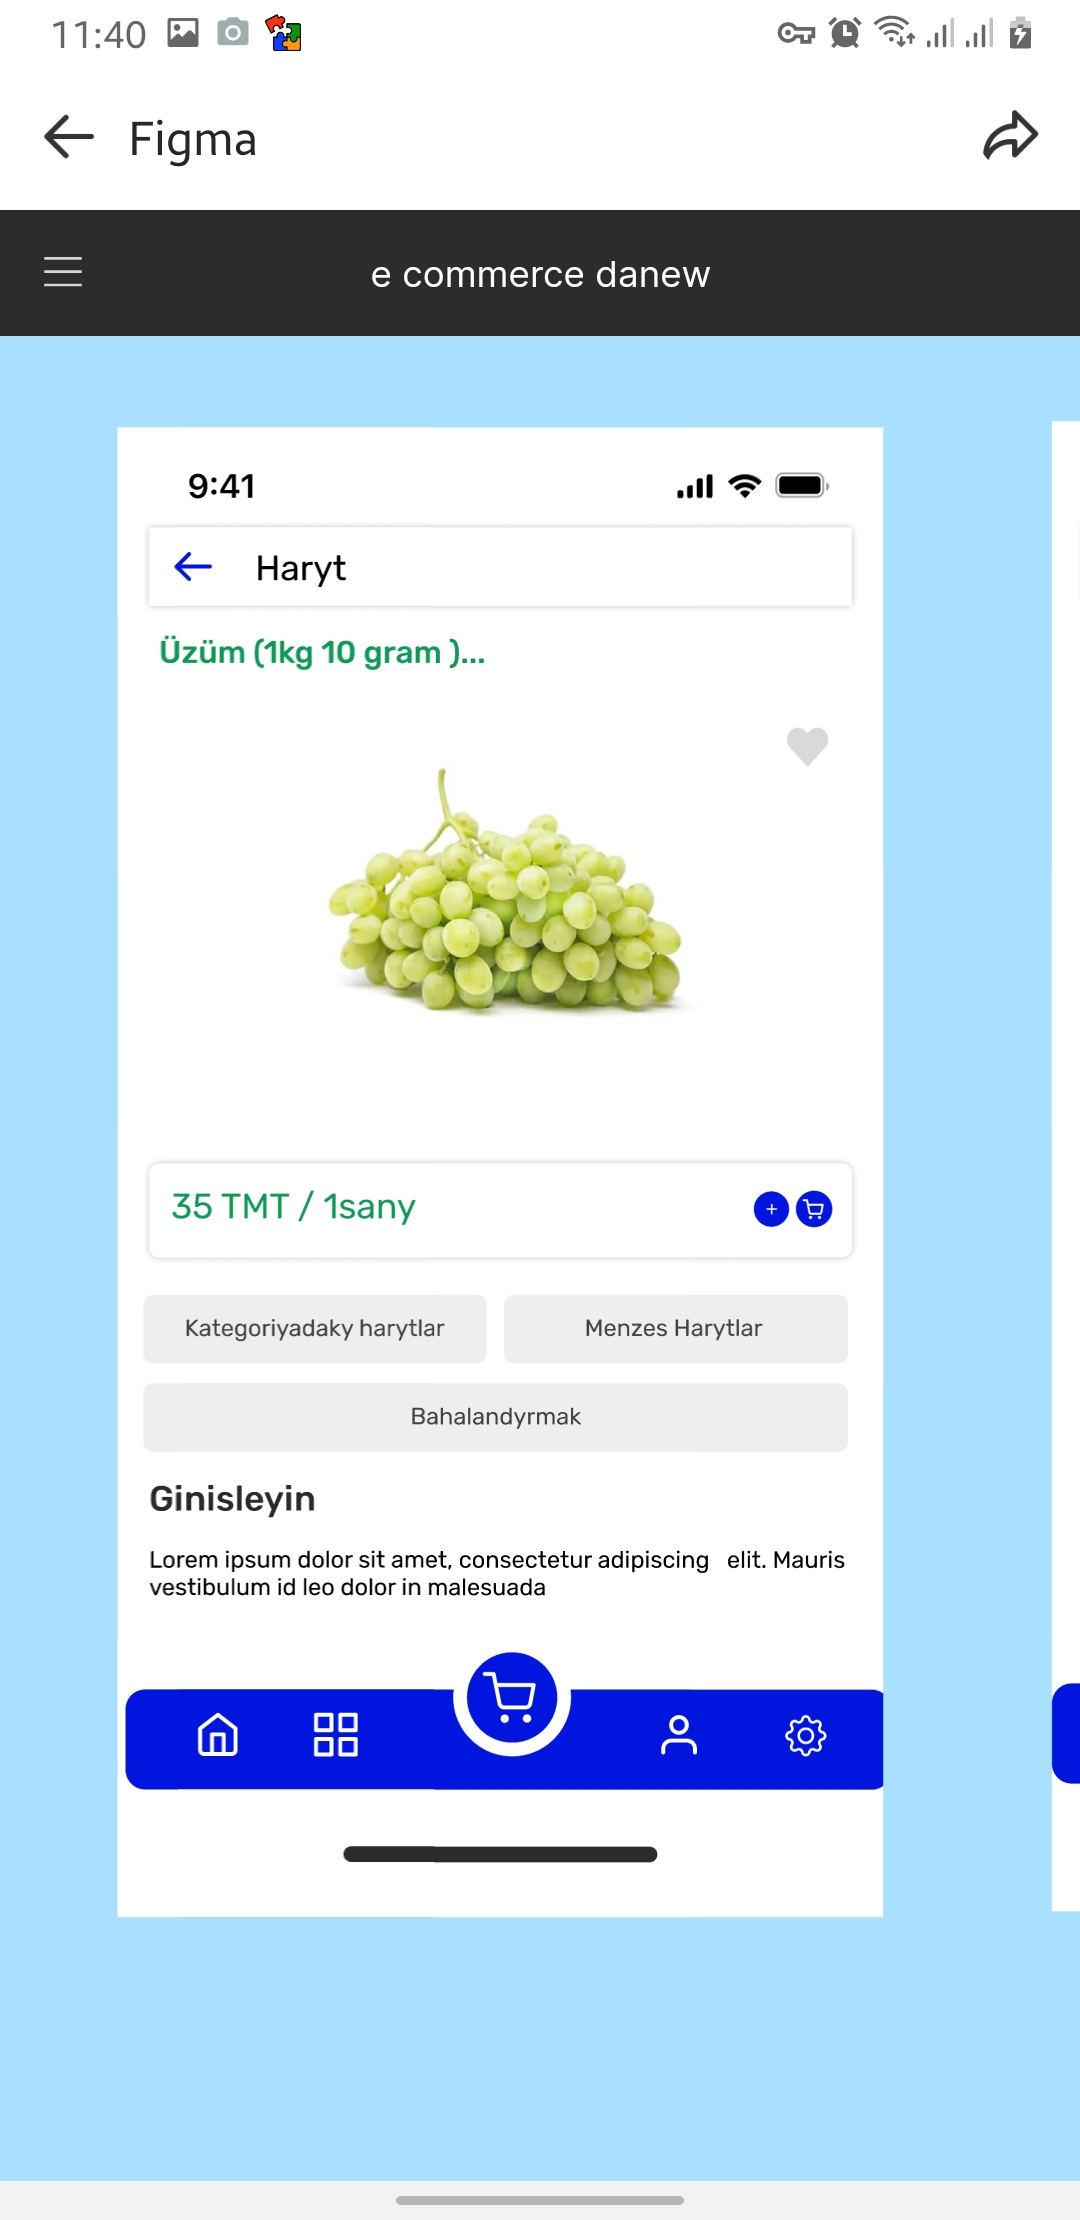 11:40
Figma
e commerce danew
9:41
Haryt
Üzüm (1kg 10 gram )...
35 TMT / 1sany
Kategoriyadaky harytlar
Menzes Harytlar
Bahalandyrmak
Ginisleyin
Lorem ipsum dolor sit amet, consectetur adipiscing elit. Mauris
vestibulum id leo dolor in malesuada